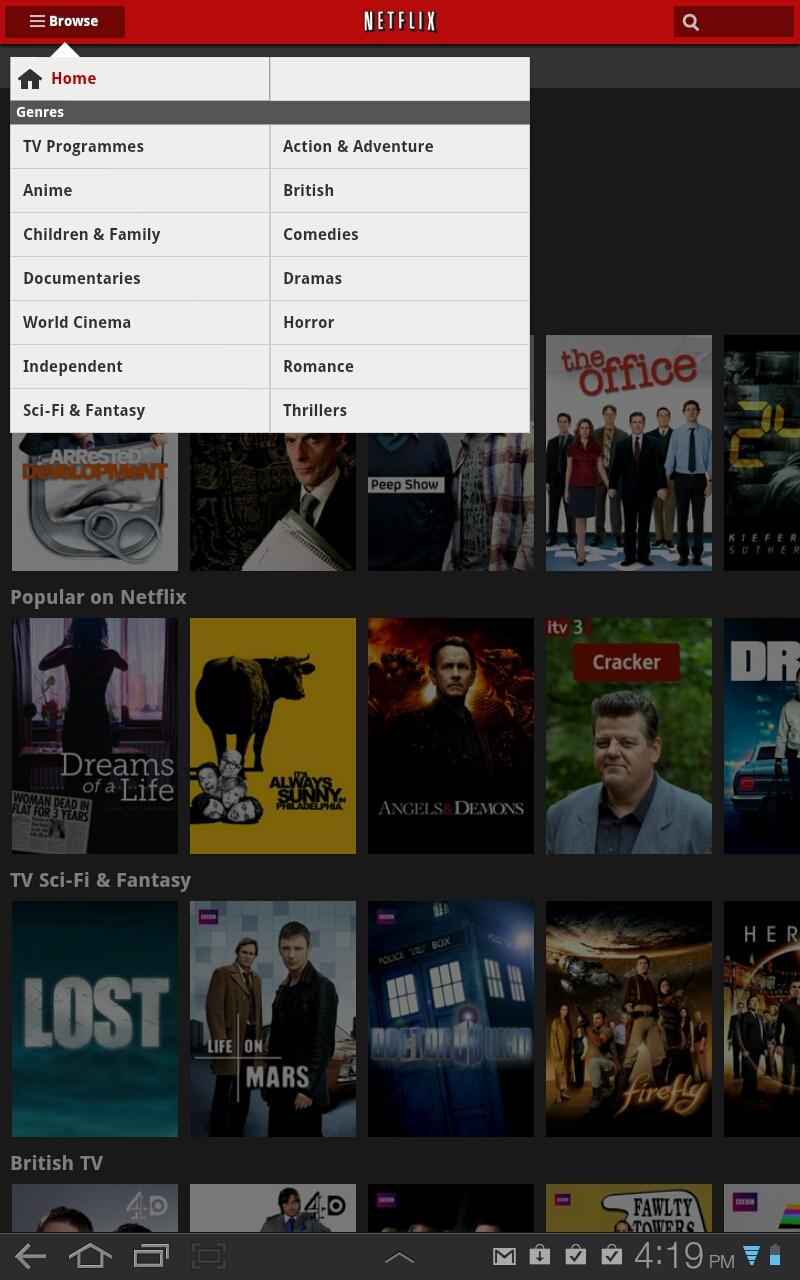 Browse
NETFLIX
Home
Genres
TV Programmes
Action & Adventure
Anime
British
Children & Family
Comedies
Documentaries
Dramas
World Cinema
Horror
Independent
Romance
Sci-Fi & Fantasy
Thrillers
ARRESTED
DEVELOPMENT
Peep Show
the
office
24
KIEFER
SUTHER
Popular on Netflix
Dreams
of a Life
WOMAN DEAD IN
FLAT FOR 3 YEARS
IT'S
ALWAYS
SUNNY IN
PHILADELPHIA
ANGELS & DEMONS
itv 3
Cracker
DR
TV Sci-Fi & Fantasy
LOST
BBC
LIFE ON
MARS
BBC
POLICE BOX
DOCTOR WHO
firefly
HER
British TV
4oD
4oD
BBC
BBC
FAWLTY
TOWERS
BBC
4:19 PM